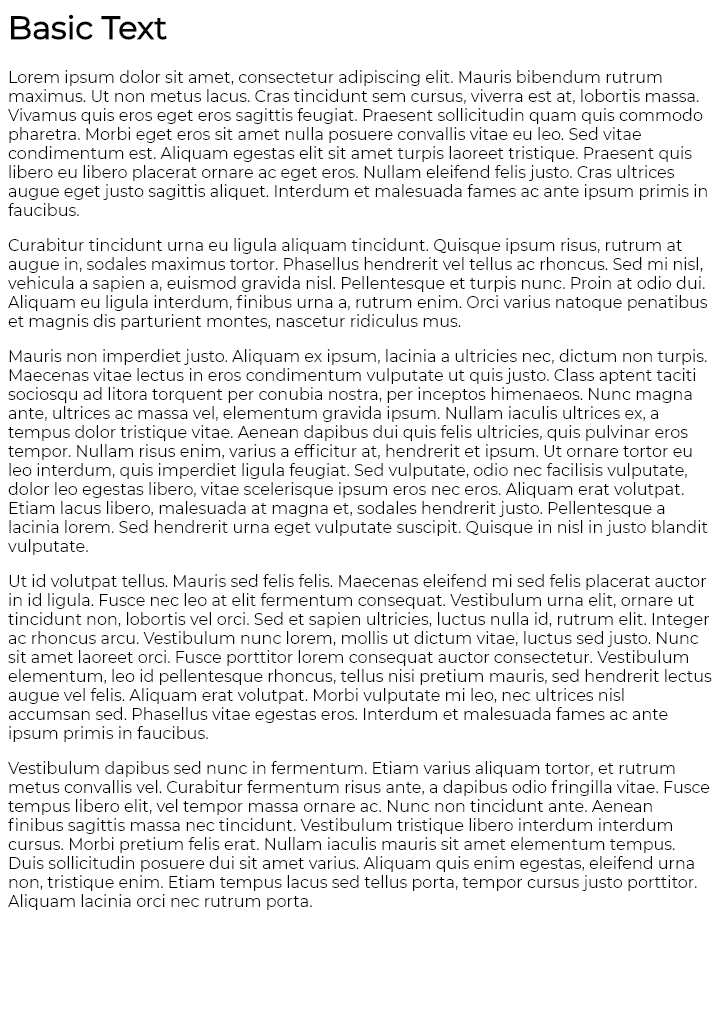 Basic Text
Lorem ipsum dolor sit amet, consectetur adipiscing elit. Mauris bibendum rutrum
maximus. Ut non metus lacus. Cras tincidunt sem cursus, viverra est at, lobortis massa.
Vivamus quis eros eget eros sagittis feugiat. Praesent sollicitudin quam quis commodo
pharetra. Morbi eget eros sit amet nulla posuere convallis vitae eu leo. Sed vitae
condimentum est. Aliquam egestas elit sit amet turpis laoreet tristique. Praesent quis
libero eu libero placerat ornare ac eget eros. Nullam eleifend felis justo. Cras ultrices
augue eget justo sagittis aliquet. Interdum et malesuada fames ac ante ipsum primis in
faucibus.
Curabitur tincidunt urna eu ligula aliquam tincidunt. Quisque ipsum risus, rutrum at
augue in, sodales maximus tortor. Phasellus hendrerit vel tellus ac rhoncus. Sed mi nisl,
vehicula a sapien a, euismod gravida nisl. Pellentesque et turpis nunc. Proin at odio dui.
Aliquam eu ligula interdum, finibus urna a, rutrum enim. Orci varius natoque penatibus
et magnis dis parturient montes, nascetur ridiculus mus.
Mauris non imperdiet justo. Aliquam ex ipsum, lacinia a ultricies nec, dictum non turpis.
Maecenas vitae lectus in eros condimentum vulputate ut quis justo. Class aptent taciti
sociosqu ad litora torquent per conubia nostra, per inceptos himenaeos. Nunc magna
ante, ultrices ac massa vel, elementum gravida ipsum. Nullam iaculis ultrices ex, a
tempus dolor tristique vitae. Aenean dapibus dui quis felis ultricies, quis pulvinar eros
tempor. Nullam risus enim, varius a efficitur at, hendrerit et ipsum. Ut ornare tortor eu
leo interdum, quis imperdiet ligula feugiat. Sed vulputate, odio nec facilisis vulputate,
dolor leo egestas libero, vitae scelerisque ipsum eros nec eros. Aliquam erat volutpat.
Etiam lacus libero, malesuada at magna et, sodales hendrerit justo. Pellentesque a
lacinia lorem. Sed hendrerit urna eget vulputate suscipit. Quisque in nisl in justo blandit
vulputate.
Ut id volutpat tellus. Mauris sed felis felis. Maecenas eleifend mi sed felis placerat auctor
in id ligula. Fusce nec leo at elit fermentum consequat. Vestibulum urna elit, ornare ut
tincidunt non, lobortis vel orci. Sed et sapien ultricies, luctus nulla id, rutrum elit. Integer
ac rhoncus arcu. Vestibulum nunc lorem, mollis ut dictum vitae, luctus sed justo. Nunc
sit amet laoreet orci. Fusce porttitor lorem consequat auctor consectetur. Vestibulum
elementum, leo id pellentesque rhoncus, tellus nisi pretium mauris, sed hendrerit lectus
augue vel felis. Aliquam erat volutpat. Morbi vulputate mi leo, nec ultrices nisl
accumsan sed. Phasellus vitae egestas eros. Interdum et malesuada fames ac ante
ipsum primis in faucibus.
Vestibulum dapibus sed nunc in fermentum. Etiam varius aliquam tortor, et rutrum
metus convallis vel. Curabitur fermentum risus ante, a dapibus odio fringilla vitae. Fusce
tempus libero elit, vel tempor massa ornare ac. Nunc non tincidunt ante. Aenean
finibus sagittis massa nec tincidunt. Vestibulum tristique libero interdum interdum
cursus. Morbi pretium felis erat. Nullam iaculis mauris sit amet elementum tempus.
Duis sollicitudin posuere dui sit amet varius. Aliquam quis enim egestas, eleifend urna
non, tristique enim. Etiam tempus lacus sed tellus porta, tempor cursus justo porttitor.
Aliquam lacinia orci nec rutrum porta.